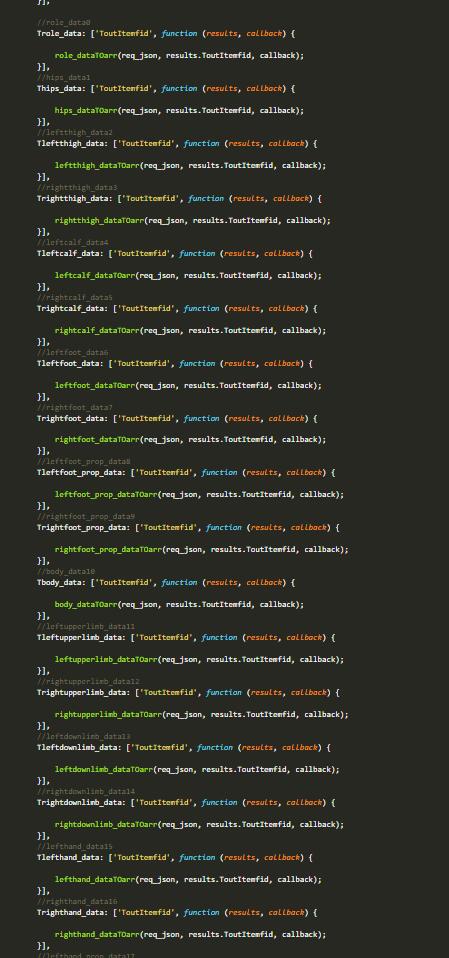 }],
//role_data0
Trole_data: ['ToutItemfid', function (results, callback) {
role_dataTOarr(req_json, results.ToutItemfid, callback);
}],
//hips_data1
Thips_data: ['ToutItemfid', function (results, callback) {
hips_dataTOarr(req_json, results.ToutItemfid, callback);
}],
//leftthigh_data2
Tleftthigh_data: ['ToutItemfid', function (results, callback) {
leftthigh_dataTOarr(req_json, results.ToutItemfid, callback);
}],
//rightthigh_data3
Trightthigh_data: ['ToutItemfid', function (results, callback) {
rightthigh_dataTOarr(req_json, results.ToutItemfid, callback);
}],
//leftcalf_data4
Tleftcalf_data: ['ToutItemfid', function (results, callback) {
leftcalf_dataTOarr(req_json, results.ToutItemfid, callback);
}],
//rightcalf_data5
Trightcalf_data: ['ToutItemfid', function (results, callback) {
rightcalf_dataTOarr(req_json, results.ToutItemfid, callback);
}],
//leftfoot_data6
Tleftfoot_data: ['ToutItemfid', function (results, callback) {
leftfoot_dataTOarr(req_json, results.ToutItemfid, callback);
}],
//rightfoot_data7
Trightfoot_data: ['ToutItemfid', function (results, callback) {
rightfoot_dataTOarr(req_json, results.ToutItemfid, callback);
}],
//leftfoot_prop_data8
Tleftfoot_prop_data: ['ToutItemfid', function (results, callback) {
leftfoot_prop_dataTOarr(req_json, results.ToutItemfid, callback);
}],
//rightfoot_prop_data9
Trightfoot_prop_data: ['ToutItemfid', function (results, callback) {
rightfoot_prop_dataTOarr(req_json, results.ToutItemfid, callback);
}],
//body_data10
Tbody_data: ['ToutItemfid', function (results, callback) {
body_dataTOarr(req_json, results.ToutItemfid, callback);
}],
//leftupperlimb_data11
Tleftupperlimb_data: ['ToutItemfid', function (results, callback) {
leftupperlimb_dataTOarr(req_json, results.ToutItemfid, callback);
}],
//rightupperlimb_data12
Trightupperlimb_data: ['ToutItemfid', function (results, callback) {
rightupperlimb_dataTOarr(req_json, results.ToutItemfid, callback);
}],
//leftdownlimb_data13
Tleftdownlimb_data: ['ToutItemfid', function (results, callback) {
leftdownlimb_dataTOarr(req_json, results.ToutItemfid, callback);
}],
//rightdownlimb_data14
Trightdownlimb_data: ['ToutItemfid', function (results, callback) {
rightdownlimb_dataTOarr(req_json, results.ToutItemfid, callback);
}],
//lefthand_data15
Tlefthand_data: ['ToutItemfid', function (results, callback) {
lefthand_dataTOarr(req_json, results.ToutItemfid, callback);
}],
//righthand_data16
Trighthand_data: ['ToutItemfid', function (results, callback) {
righthand_dataTOarr(req_json, results.ToutItemfid, callback);
}],
//lefthand_prop_data17